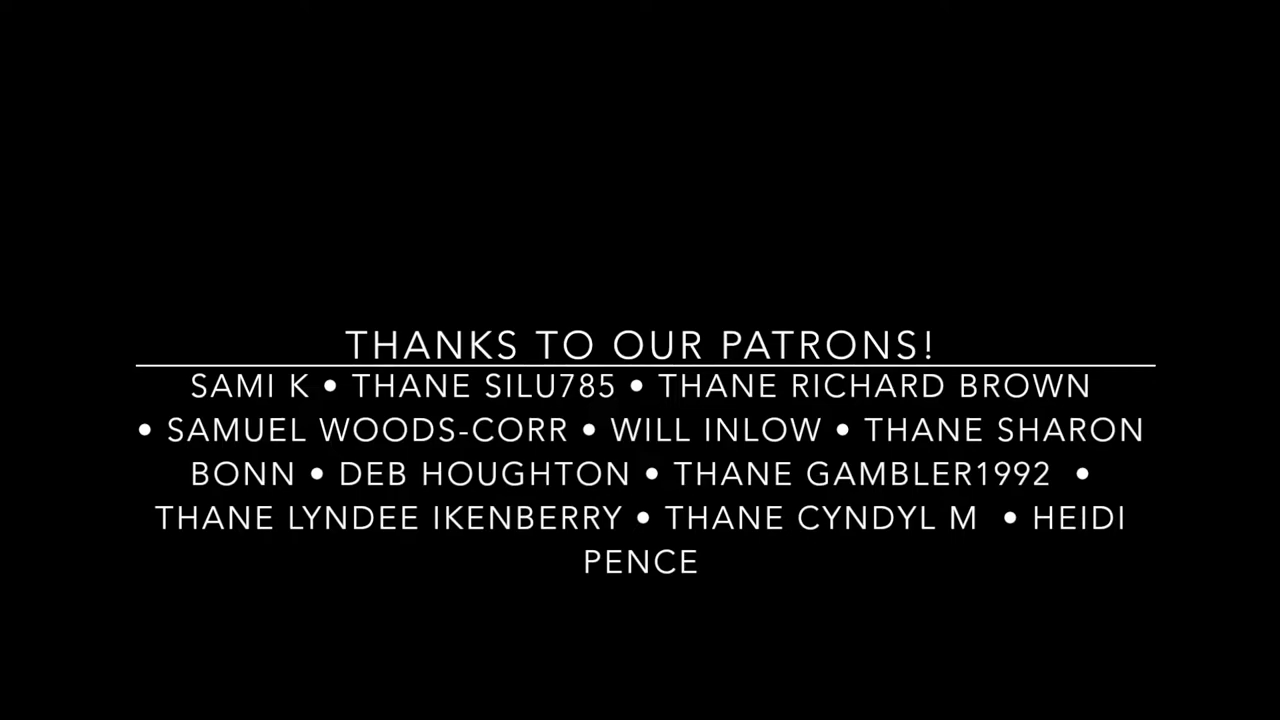 THANKS TO OUR PATRONS!
SAMI K • THANE SILU785 • THANE RICHARD BROWN
• SAMUEL WOODS-CORR • WILL INLOW • THANE SHARON
BONN • DEB HOUGHTON • THANE GAMBLER1992 •
THANE LYNDEE IKENBERRY • THANE CYNDYL M • HEIDI
PENCE